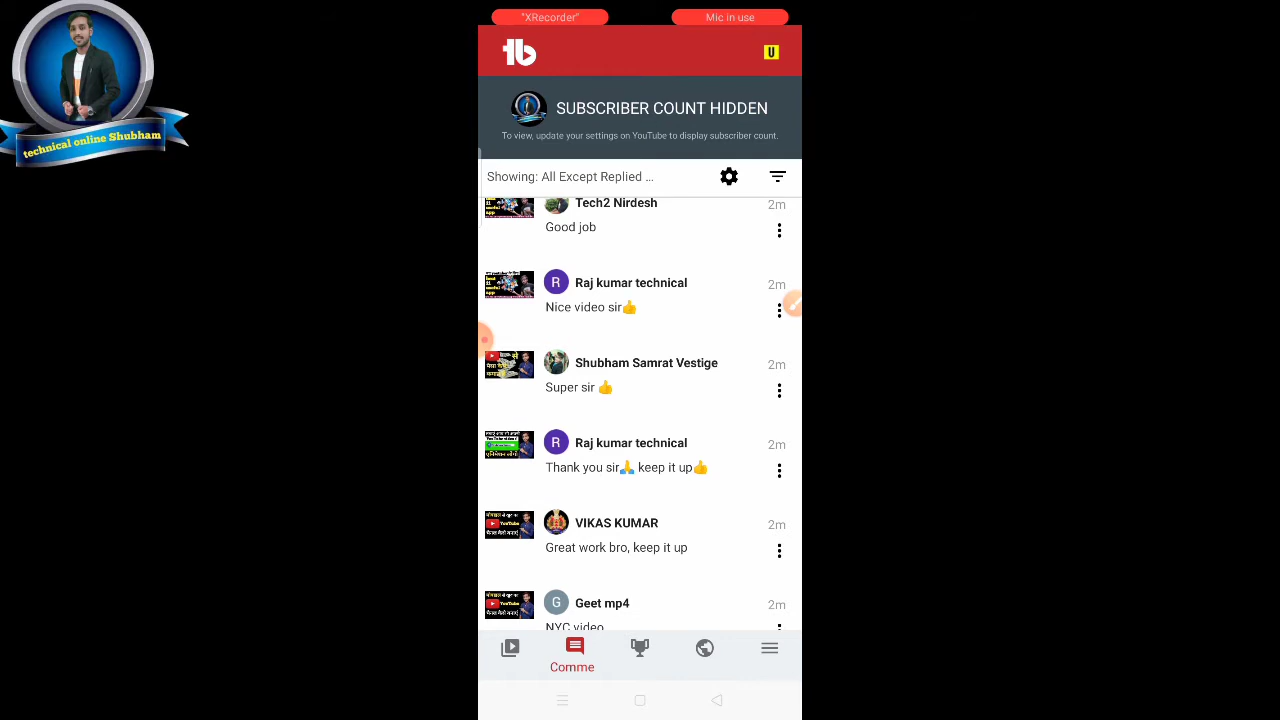 "XRecorder"
Mic in use
tb
U
SUBSCRIBER COUNT HIDDEN
To view, update your settings on YouTube to display subscriber count.
technical online Shubham
Showing: All Except Replied ...
Tech2 Nirdesh
2m
Good job
R
Raj kumar technical
2m
Nice video sir👍
Shubham Samrat Vestige
2m
Super sir 👍
R
Raj kumar technical
2m
Thank you sir🙏 keep it up👍
VIKAS KUMAR
2m
YouTube
Great work bro, keep it up
G
Geet mp4
2m
YouTube
NYC video
Comme